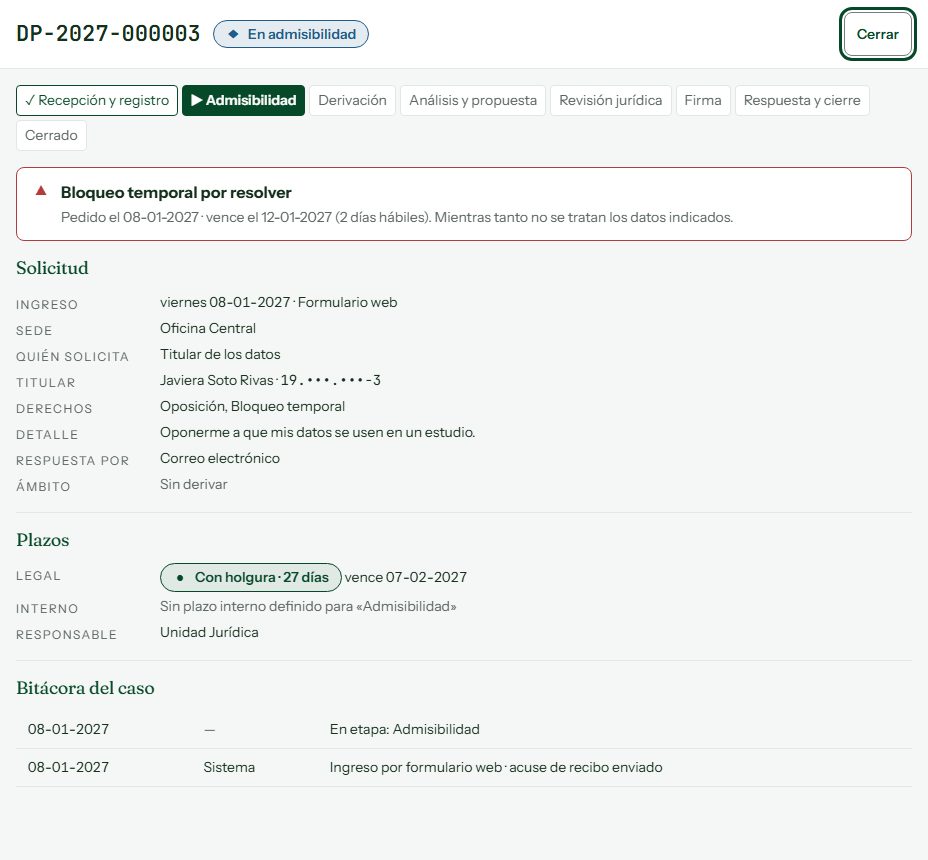 DP-2027-000003 ◆ En admisibilidad Cerrar
✓ Recepción y registro ▶ Admisibilidad Derivación Análisis y propuesta Revisión jurídica Firma Respuesta y cierre
Cerrado
▲ Bloqueo temporal por resolver
Pedido el 08-01-2027 · vence el 12-01-2027 (2 días hábiles). Mientras tanto no se tratan los datos indicados.
Solicitud
INGRESO viernes 08-01-2027 · Formulario web
SEDE Oficina Central
QUIÉN SOLICITA Titular de los datos
TITULAR Javiera Soto Rivas · 19.•••.•••-3
DERECHOS Oposición, Bloqueo temporal
DETALLE Oponerme a que mis datos se usen en un estudio.
RESPUESTA POR Correo electrónico
ÁMBITO Sin derivar
Plazos
LEGAL ● Con holgura · 27 días vence 07-02-2027
INTERNO Sin plazo interno definido para «Admisibilidad»
RESPONSABLE Unidad Jurídica
Bitácora del caso
08-01-2027 — En etapa: Admisibilidad
08-01-2027 Sistema Ingreso por formulario web · acuse de recibo enviado